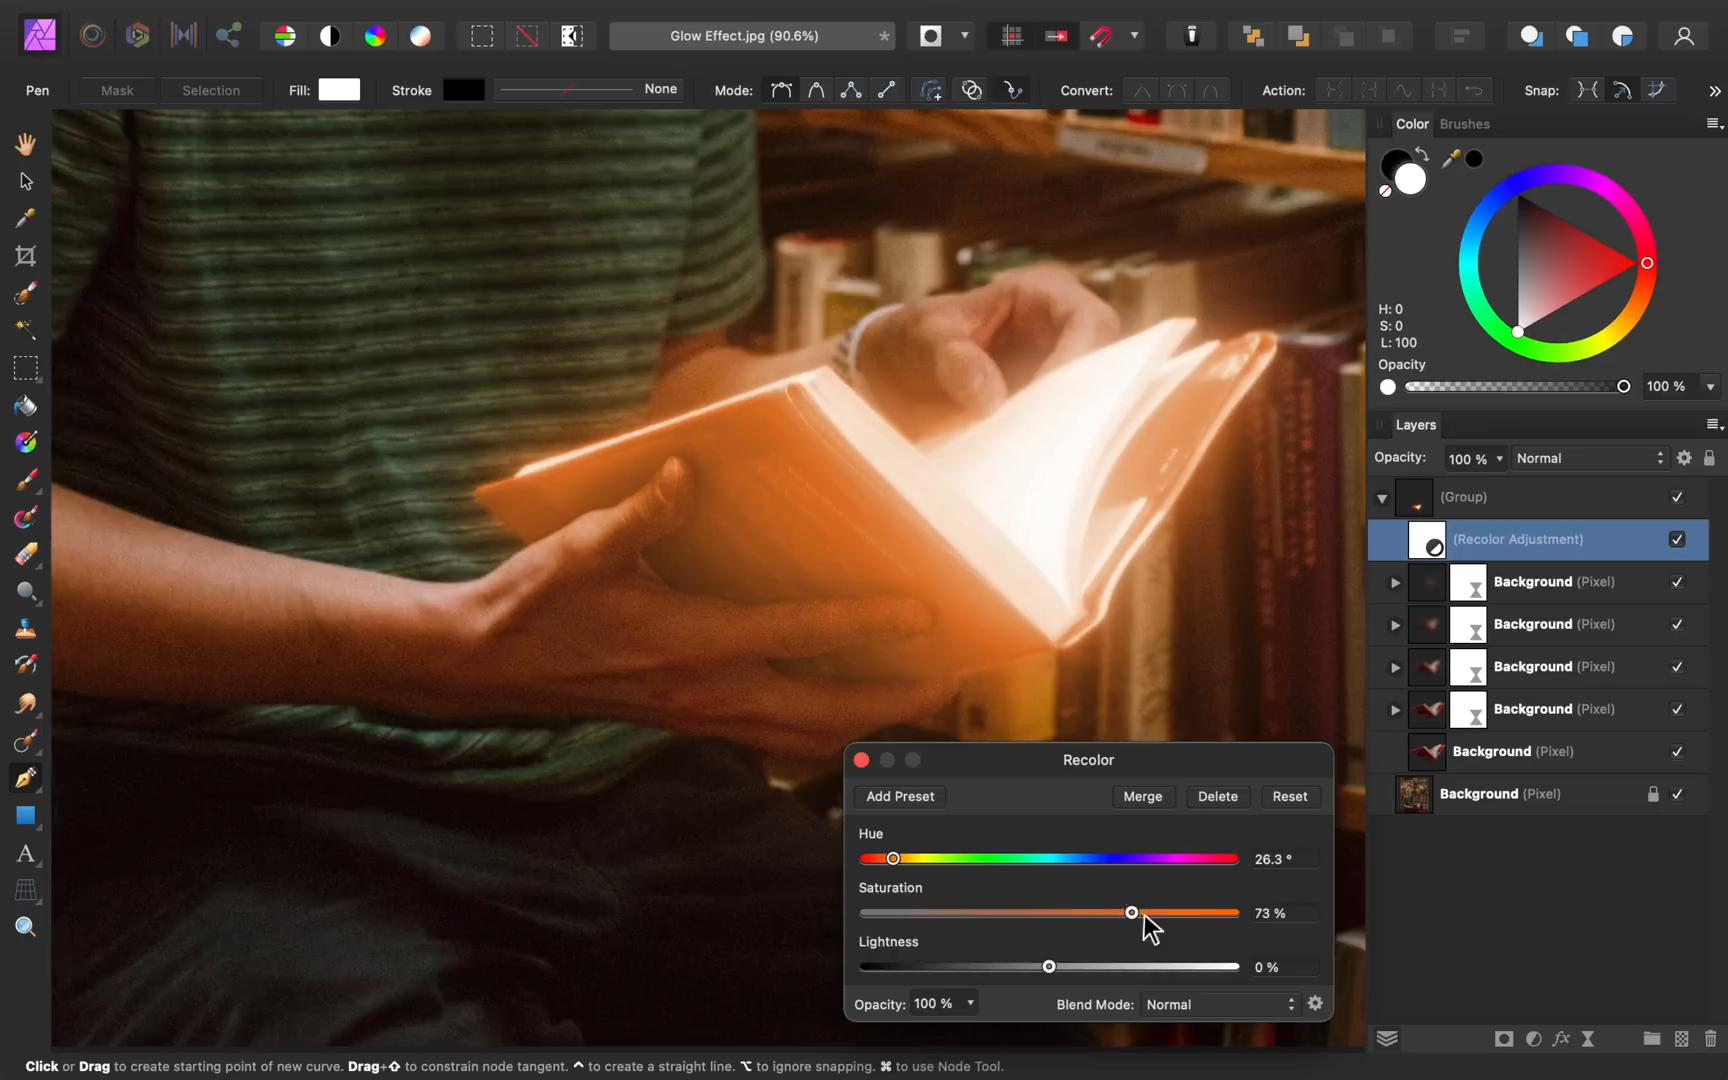 Glow Effect.jpg (90.6%)
*
Pen
Mask
Selection
Fill:
Stroke
None
Mode:
Convert:
Action:
Snap:
Color
Brushes
H: 0
S: 0
L: 100
Opacity
100 %
Layers
Opacity:
100 %
Normal
(Group)
(Recolor Adjustment)
Background (Pixel)
Background (Pixel)
Background (Pixel)
Background (Pixel)
Background (Pixel)
Background (Pixel)
Recolor
Add Preset
Merge
Delete
Reset
Hue
26.3 °
Saturation
73 %
Lightness
0 %
Opacity: 100 %
Blend Mode: Normal
fx
Click or Drag to create starting point of new curve. Drag+⇧ to constrain node tangent. ^ to create a straight line. ⌥ to ignore snapping. ⌘ to use Node Tool.